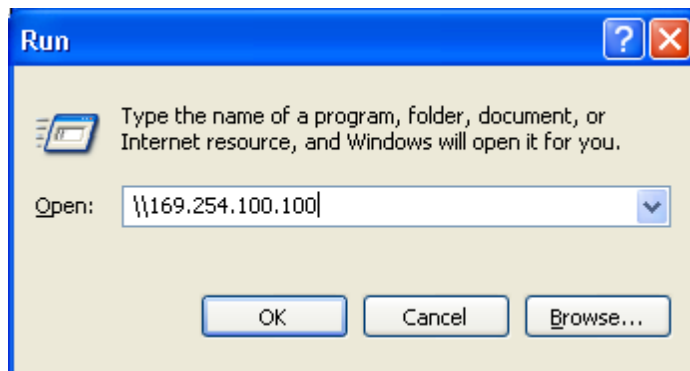 Run
Type the name of a program, folder, document, or
Internet resource, and Windows will open it for you.
Open: \\169.254.100.100
OK Cancel Browse...